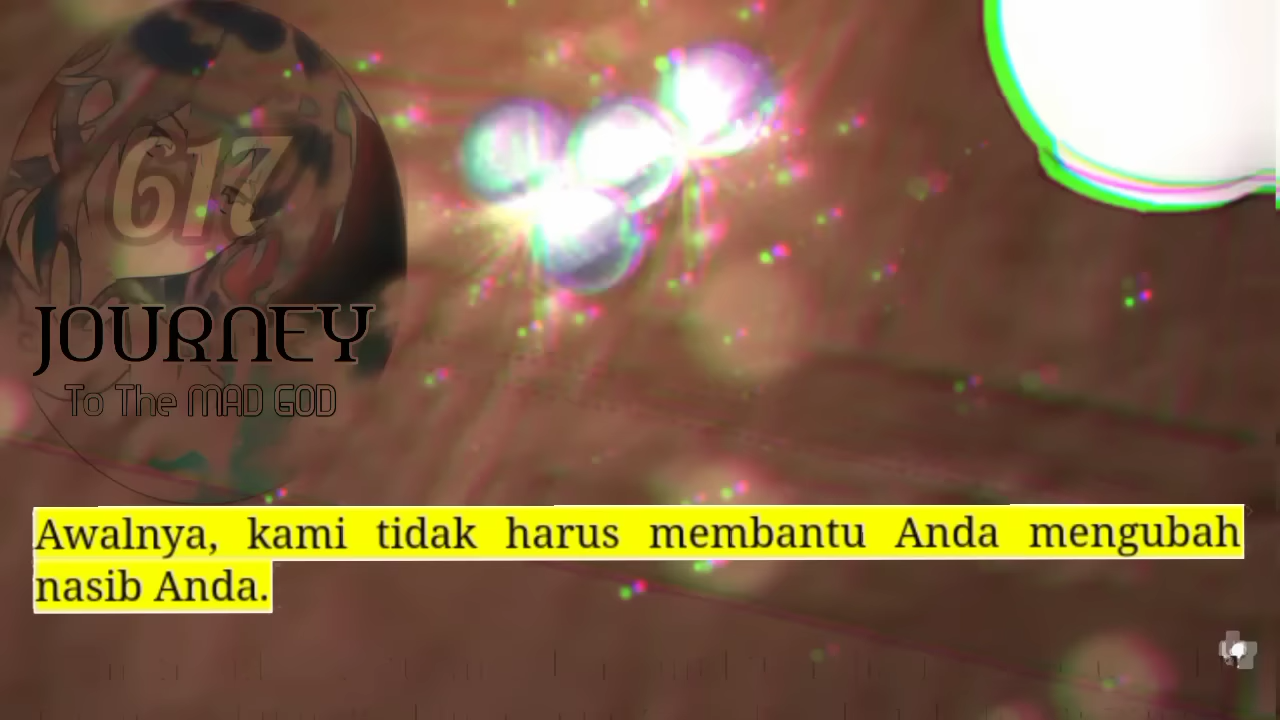 617
JOURNEY
To The MAD GOD
Awalnya, kami tidak harus membantu Anda mengubah
nasib Anda.